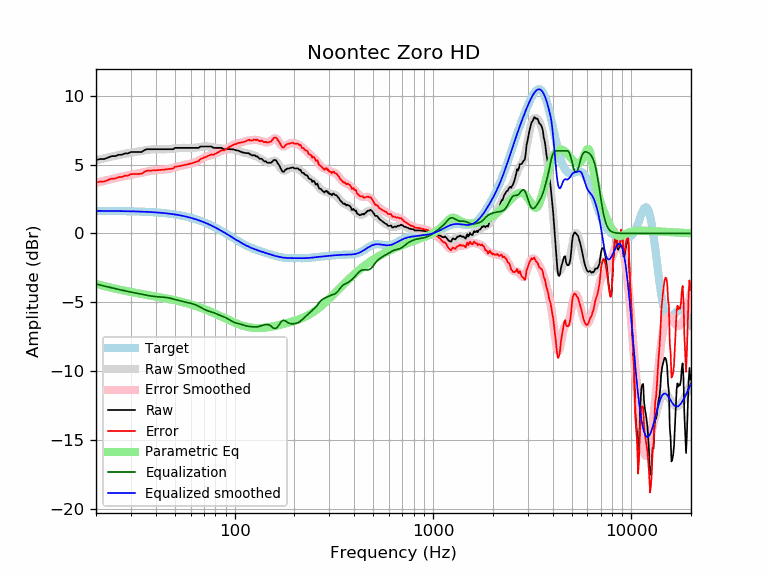 Noontec Zoro HD
10
5
0
−5
−10
−15
−20
Amplitude (dBr)
Target
Raw Smoothed
Error Smoothed
Raw
Error
Parametric Eq
Equalization
Equalized smoothed
100
1000
10000
Frequency (Hz)